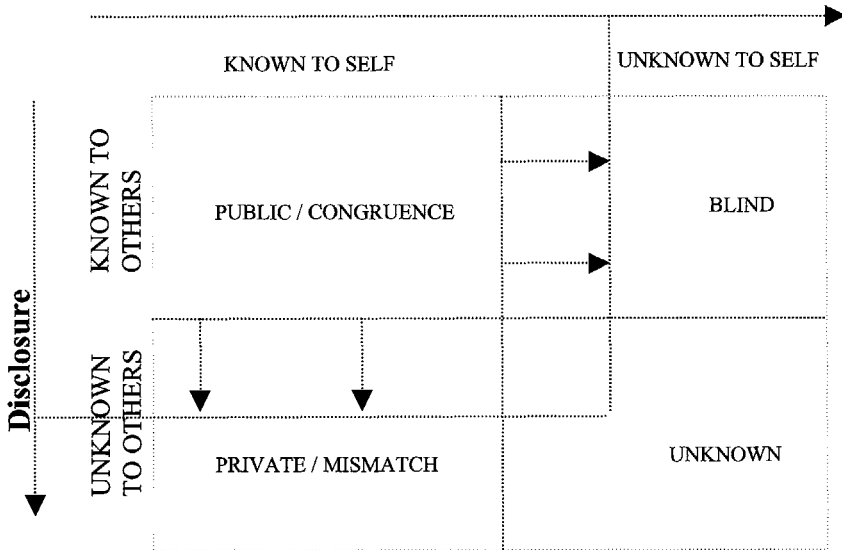 KNOWN TO SELF
UNKNOWN TO SELF
KNOWN TO
OTHERS
PUBLIC / CONGRUENCE
BLIND
Disclosure
UNKNOWN
TO OTHERS
PRIVATE / MISMATCH
UNKNOWN